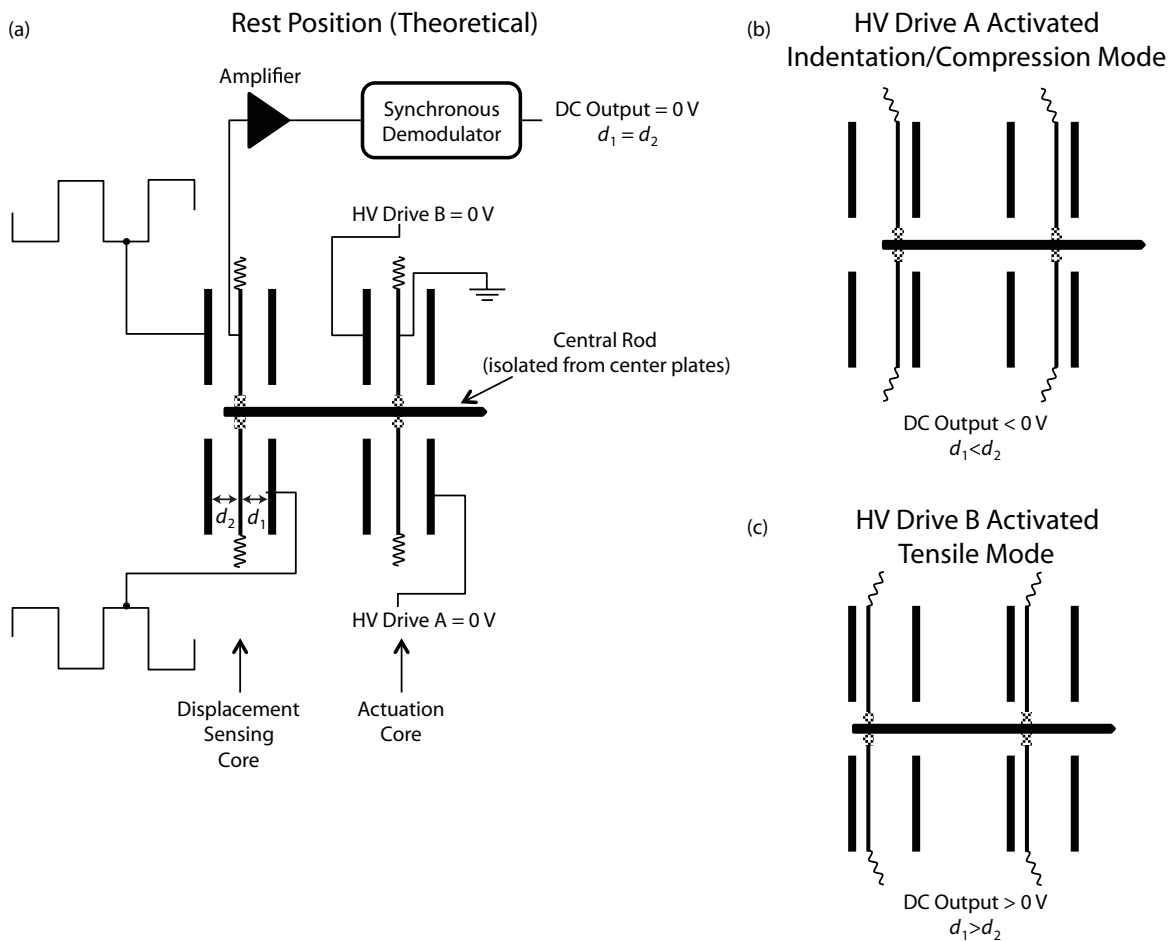 (a)
Rest Position (Theoretical)
Amplifier
Synchronous
Demodulator
DC Output = 0 V
d₁ = d₂
HV Drive B = 0 V
Central Rod
(isolated from center plates)
d₂
d₁
HV Drive A = 0 V
Displacement
Sensing
Core
Actuation
Core
(b)
HV Drive A Activated
Indentation/Compression Mode
DC Output < 0 V
d₁<d₂
(c)
HV Drive B Activated
Tensile Mode
DC Output > 0 V
d₁>d₂